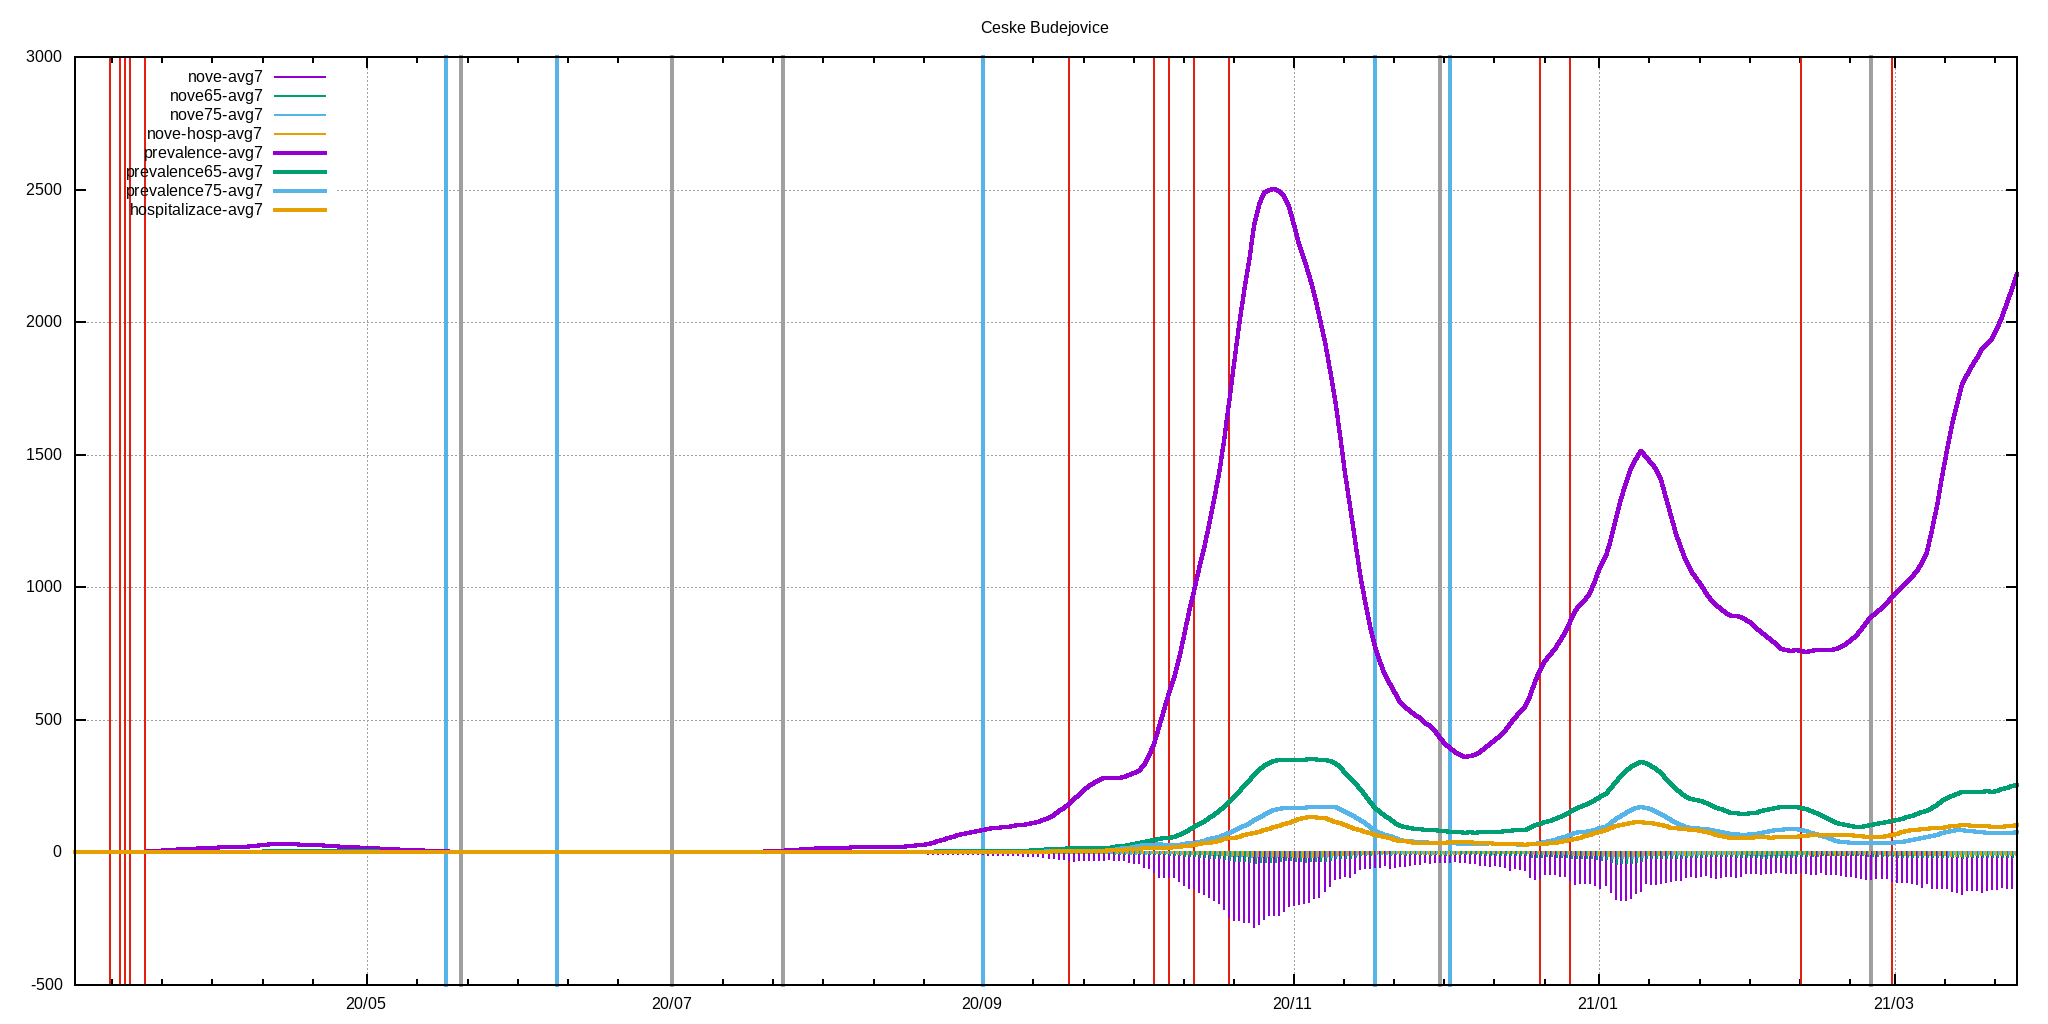 Ceske Budejovice
3000
2500
2000
1500
1000
500
0
-500
nove-avg7
nove65-avg7
nove75-avg7
nove-hosp-avg7
prevalence-avg7
prevalence65-avg7
prevalence75-avg7
hospitalizace-avg7
20/05
20/07
20/09
20/11
21/01
21/03